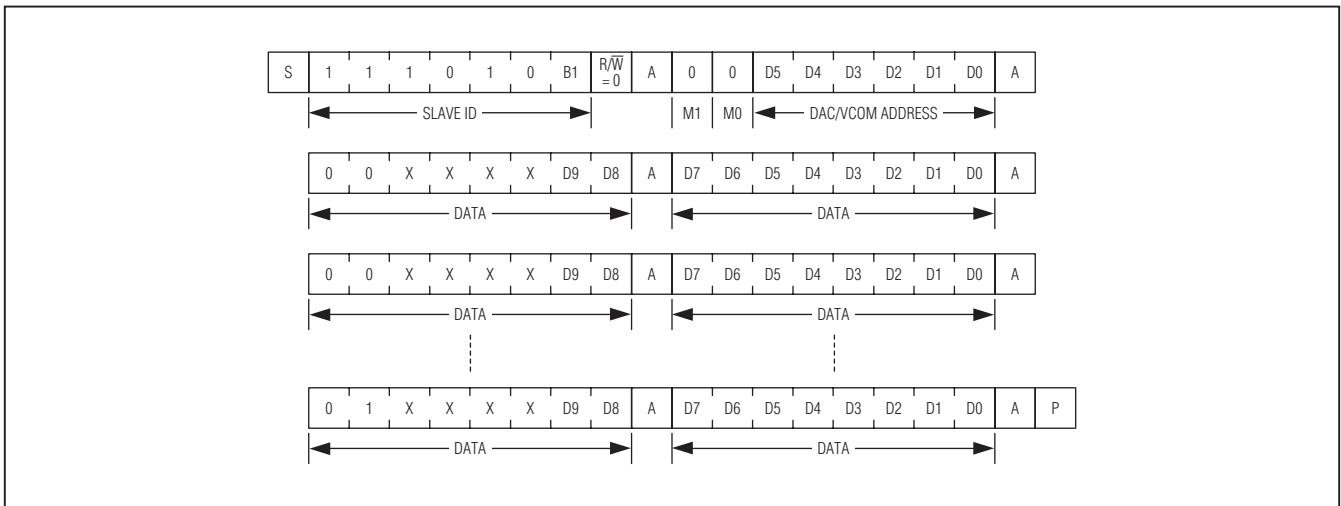 S 1 1 1 0 1 0 B1 R/W̅ = 0 A 0 0 D5 D4 D3 D2 D1 D0 A
SLAVE ID M1 M0 DAC/VCOM ADDRESS
0 0 X X X X D9 D8 A D7 D6 D5 D4 D3 D2 D1 D0 A
DATA DATA
0 0 X X X X D9 D8 A D7 D6 D5 D4 D3 D2 D1 D0 A
DATA DATA
0 1 X X X X D9 D8 A D7 D6 D5 D4 D3 D2 D1 D0 A P
DATA DATA